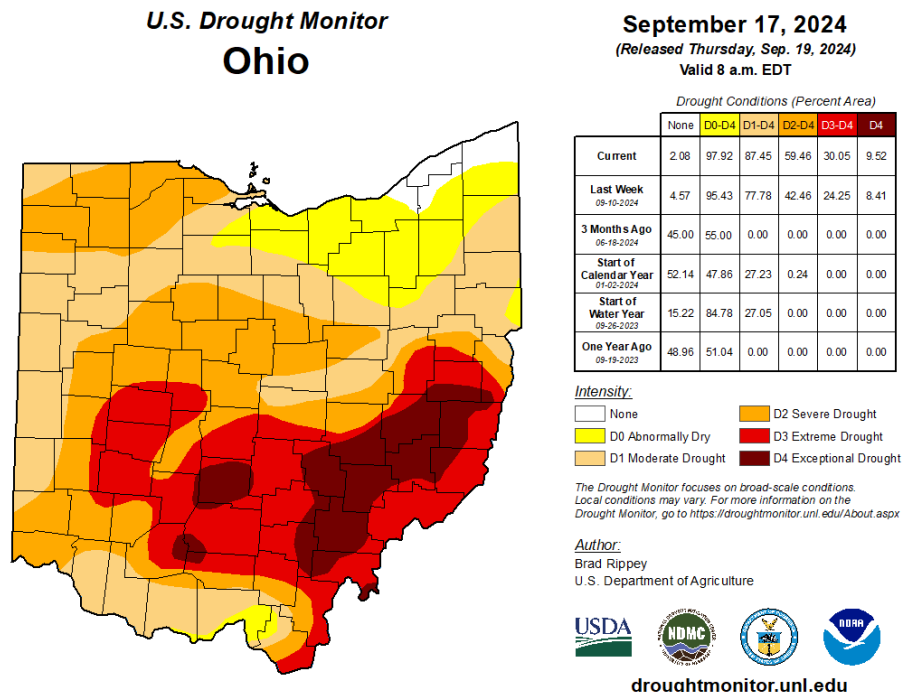 U.S. Drought Monitor
Ohio
September 17, 2024
(Released Thursday, Sep. 19, 2024)
Valid 8 a.m. EDT
Drought Conditions (Percent Area)
None D0-D4 D1-D4 D2-D4 D3-D4 D4
Current 2.08 97.92 87.45 59.46 30.05 9.52
Last Week 4.57 95.43 77.78 42.46 24.25 8.41
09-10-2024
3 Months Ago 45.00 55.00 0.00 0.00 0.00 0.00
06-18-2024
Start of
Calendar Year 52.14 47.86 27.23 0.24 0.00 0.00
01-02-2024
Start of
Water Year 15.22 84.78 27.05 0.00 0.00 0.00
09-26-2023
One Year Ago 48.96 51.04 0.00 0.00 0.00 0.00
09-19-2023
Intensity:
None
D0 Abnormally Dry
D1 Moderate Drought
D2 Severe Drought
D3 Extreme Drought
D4 Exceptional Drought
The Drought Monitor focuses on broad-scale conditions.
Local conditions may vary. For more information on the
Drought Monitor, go to https://droughtmonitor.unl.edu/About.aspx
Author:
Brad Rippey
U.S. Department of Agriculture
USDA
NDMC
NOAA
droughtmonitor.unl.edu